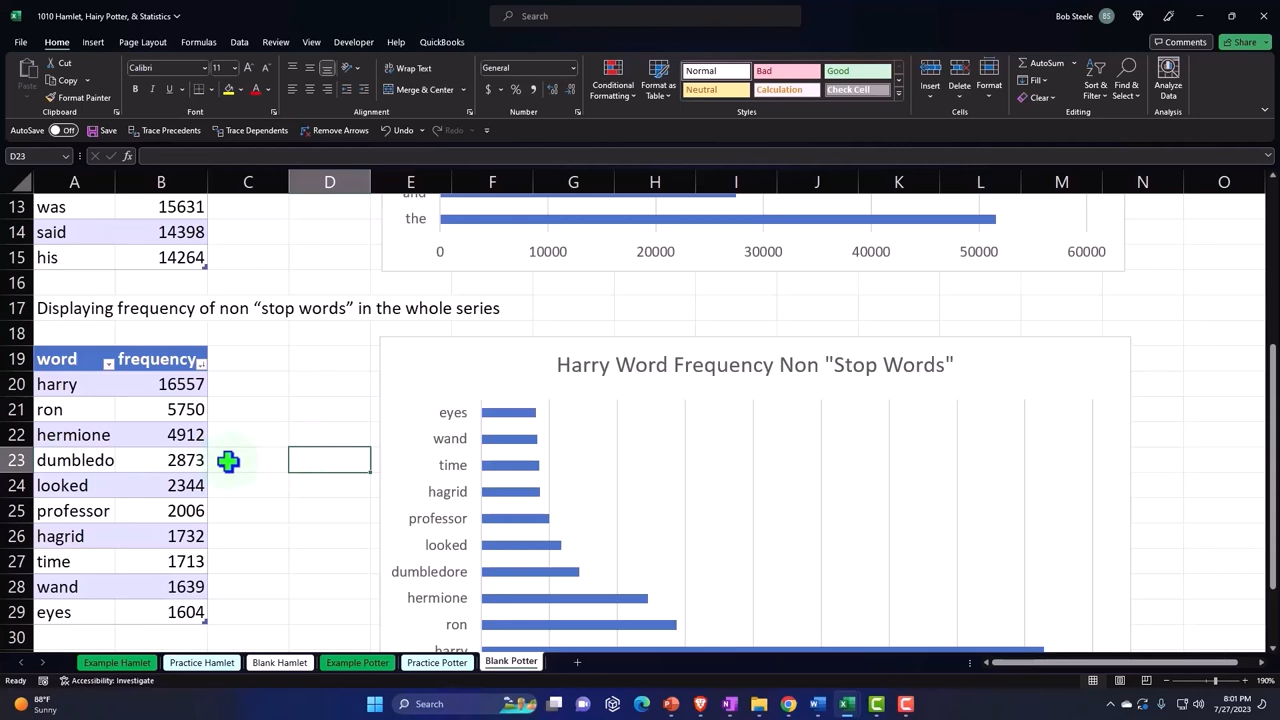 1010 Hamlet, Hairy Potter, & Statistics
Search
Bob Steele BS
File Home Insert Page Layout Formulas Data Review View Developer Help QuickBooks
Comments Share
Cut
Copy
Format Painter
Clipboard
Calibri 11
Font
Wrap Text
Merge & Center
Alignment
General
Number
Conditional Formatting
Format as Table
Normal Bad Good
Neutral Calculation Check Cell
Styles
Insert Delete Format
Cells
AutoSum
Fill
Clear
Sort & Filter
Find & Select
Editing
Analyze Data
Analysis
AutoSave Off Save Trace Precedents Trace Dependents Remove Arrows Undo Redo
D23 fx
A B C D E F G H I J K L M N O
13 was 15631
14 said 14398
15 his 14264
16
and
the
0 10000 20000 30000 40000 50000 60000
17 Displaying frequency of non “stop words” in the whole series
18
19 word frequency
20 harry 16557
21 ron 5750
22 hermione 4912
23 dumbledo 2873
24 looked 2344
25 professor 2006
26 hagrid 1732
27 time 1713
28 wand 1639
29 eyes 1604
30
Harry Word Frequency Non "Stop Words"
eyes
wand
time
hagrid
professor
looked
dumbledore
hermione
ron
harry
Example Hamlet Practice Hamlet Blank Hamlet Example Potter Practice Potter Blank Potter
Ready Accessibility: Investigate 190%
88°F
Sunny
Search
8:01 PM
7/27/2023